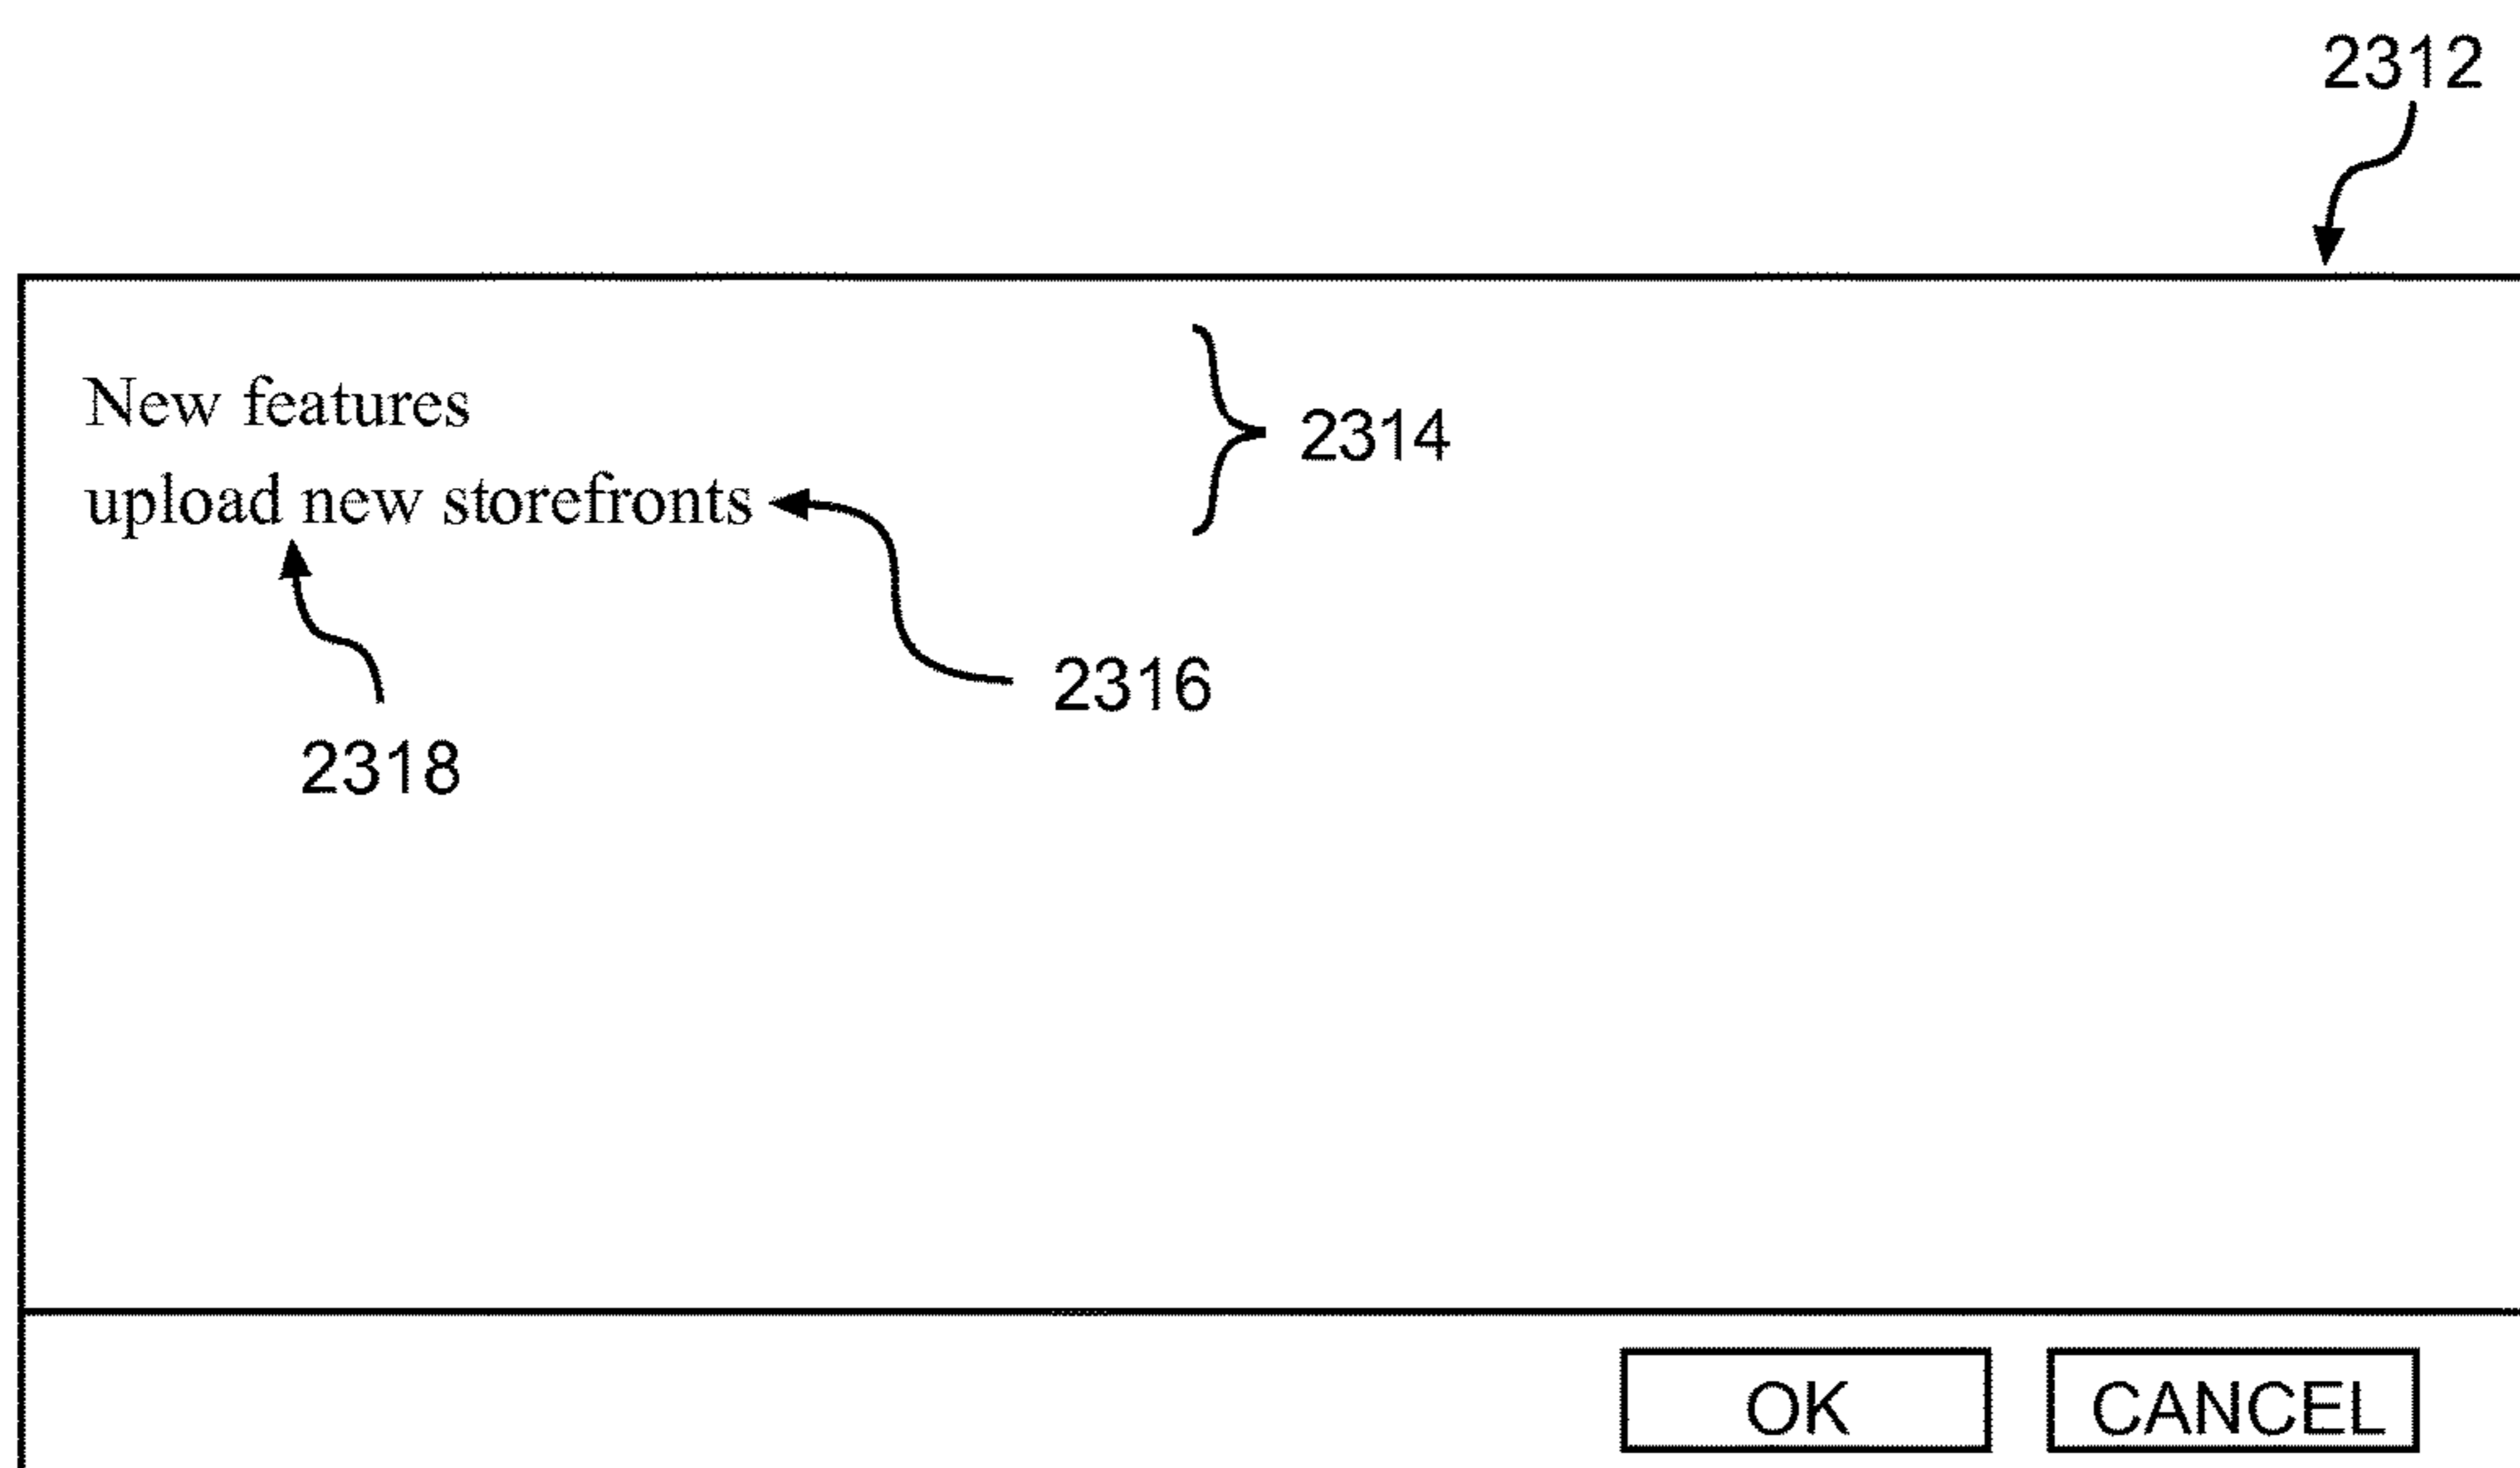 2312
New features
2314
upload new storefronts
2316
2318
OK
CANCEL